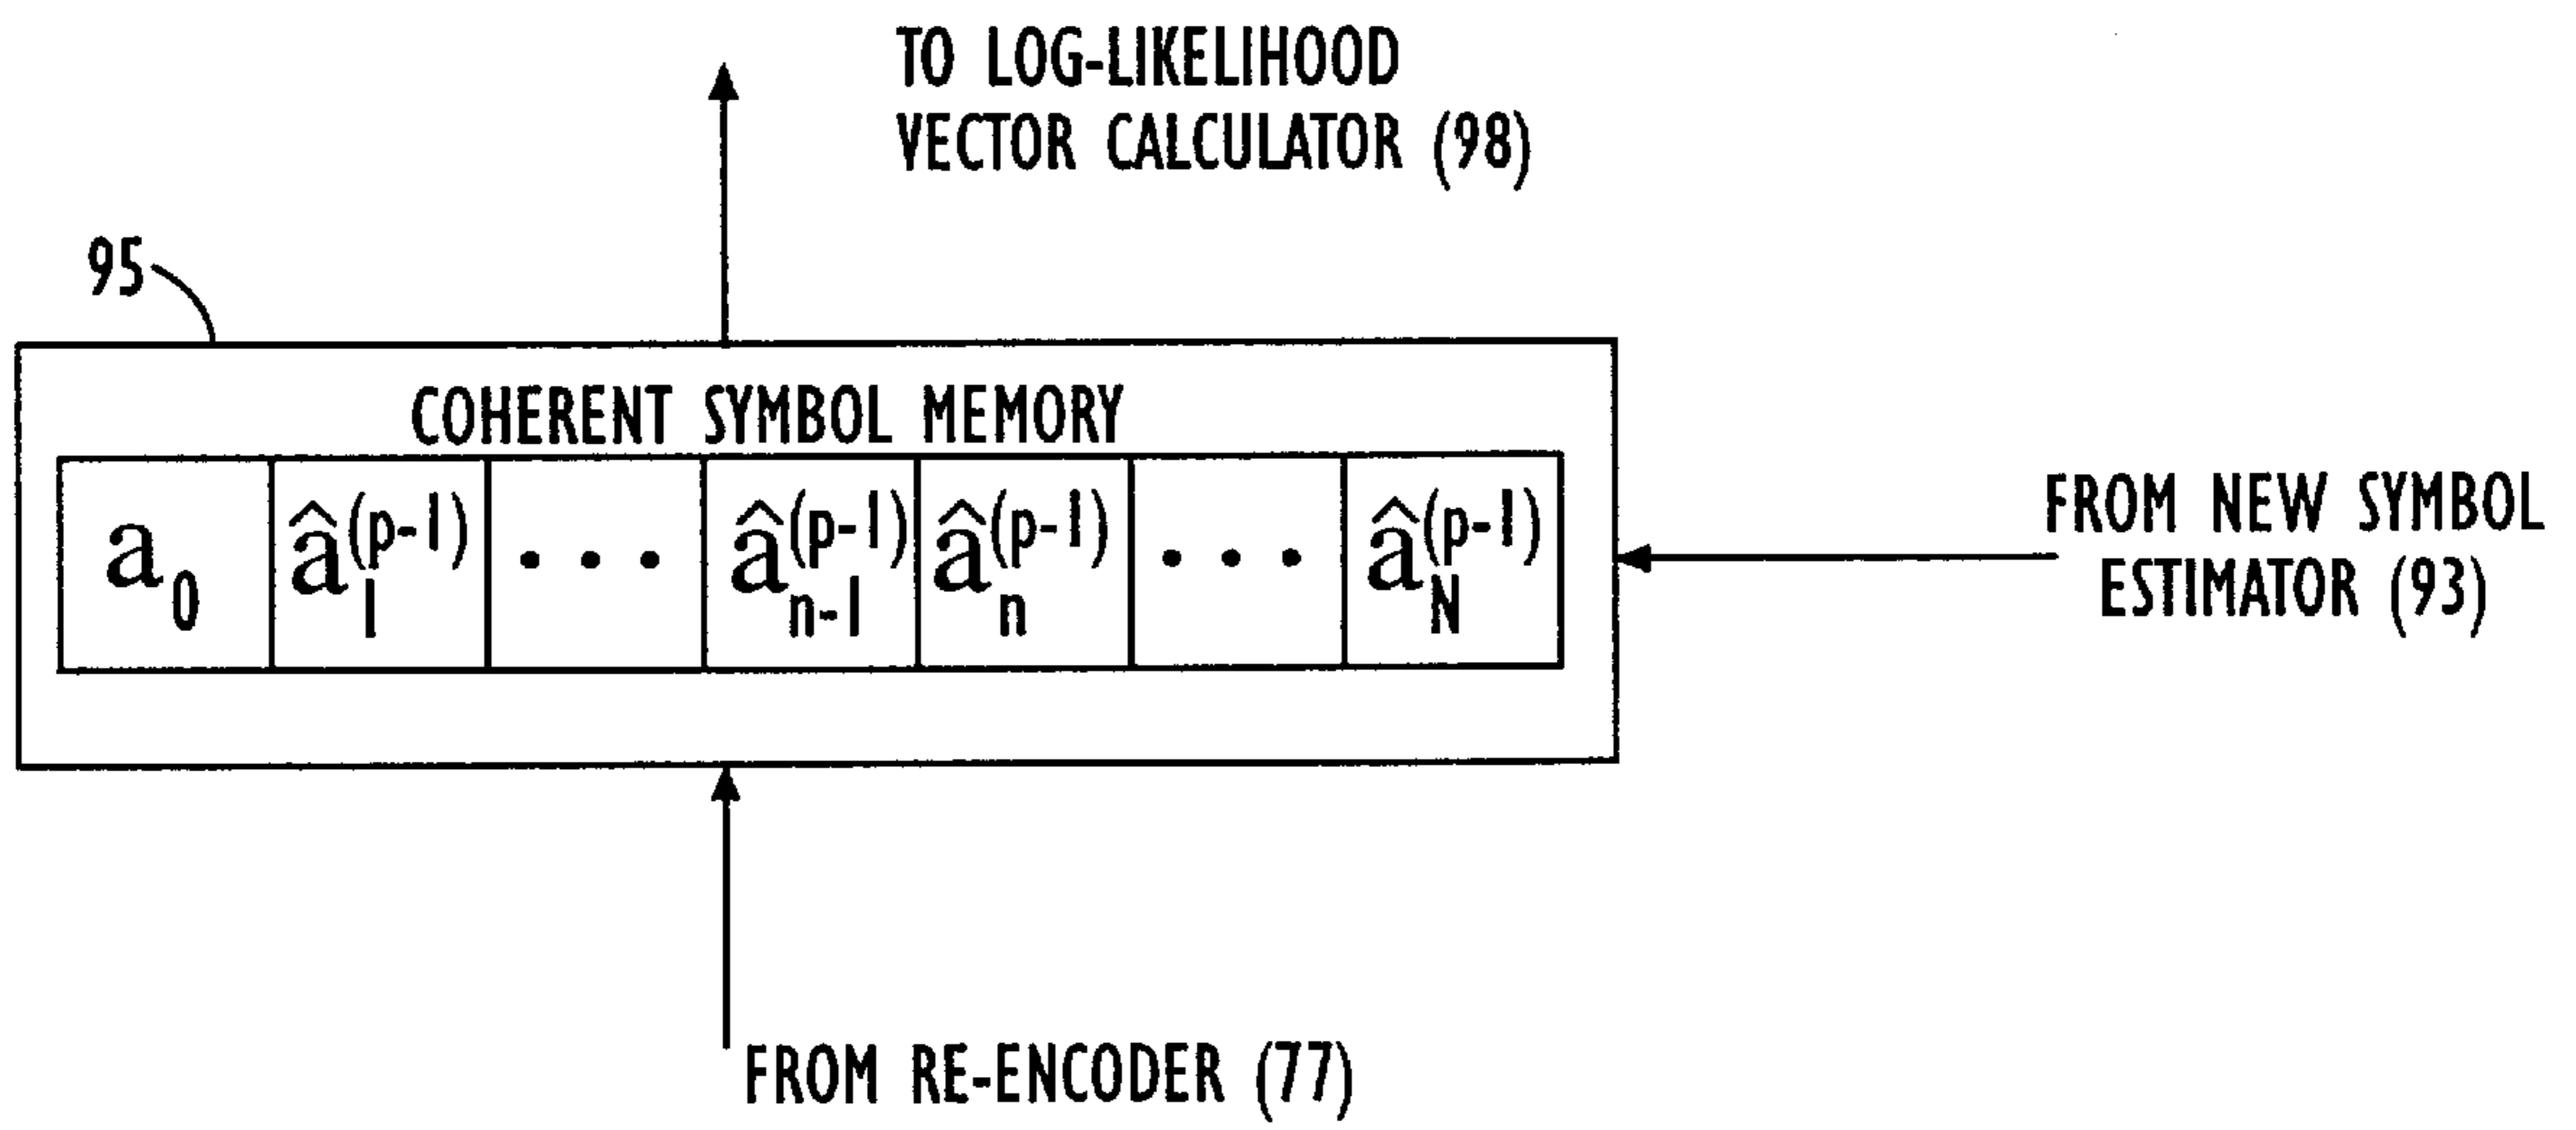 TO LOG-LIKELIHOOD
VECTOR CALCULATOR (98)
95
COHERENT SYMBOL MEMORY
a₀ â₁⁽ᵖ⁻¹⁾ • • • âₙ₋₁⁽ᵖ⁻¹⁾ âₙ⁽ᵖ⁻¹⁾ • • • â_N⁽ᵖ⁻¹⁾
FROM NEW SYMBOL
ESTIMATOR (93)
FROM RE-ENCODER (77)